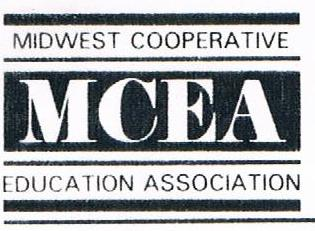 MIDWEST COOPERATIVE
MCEA
EDUCATION ASSOCIATION